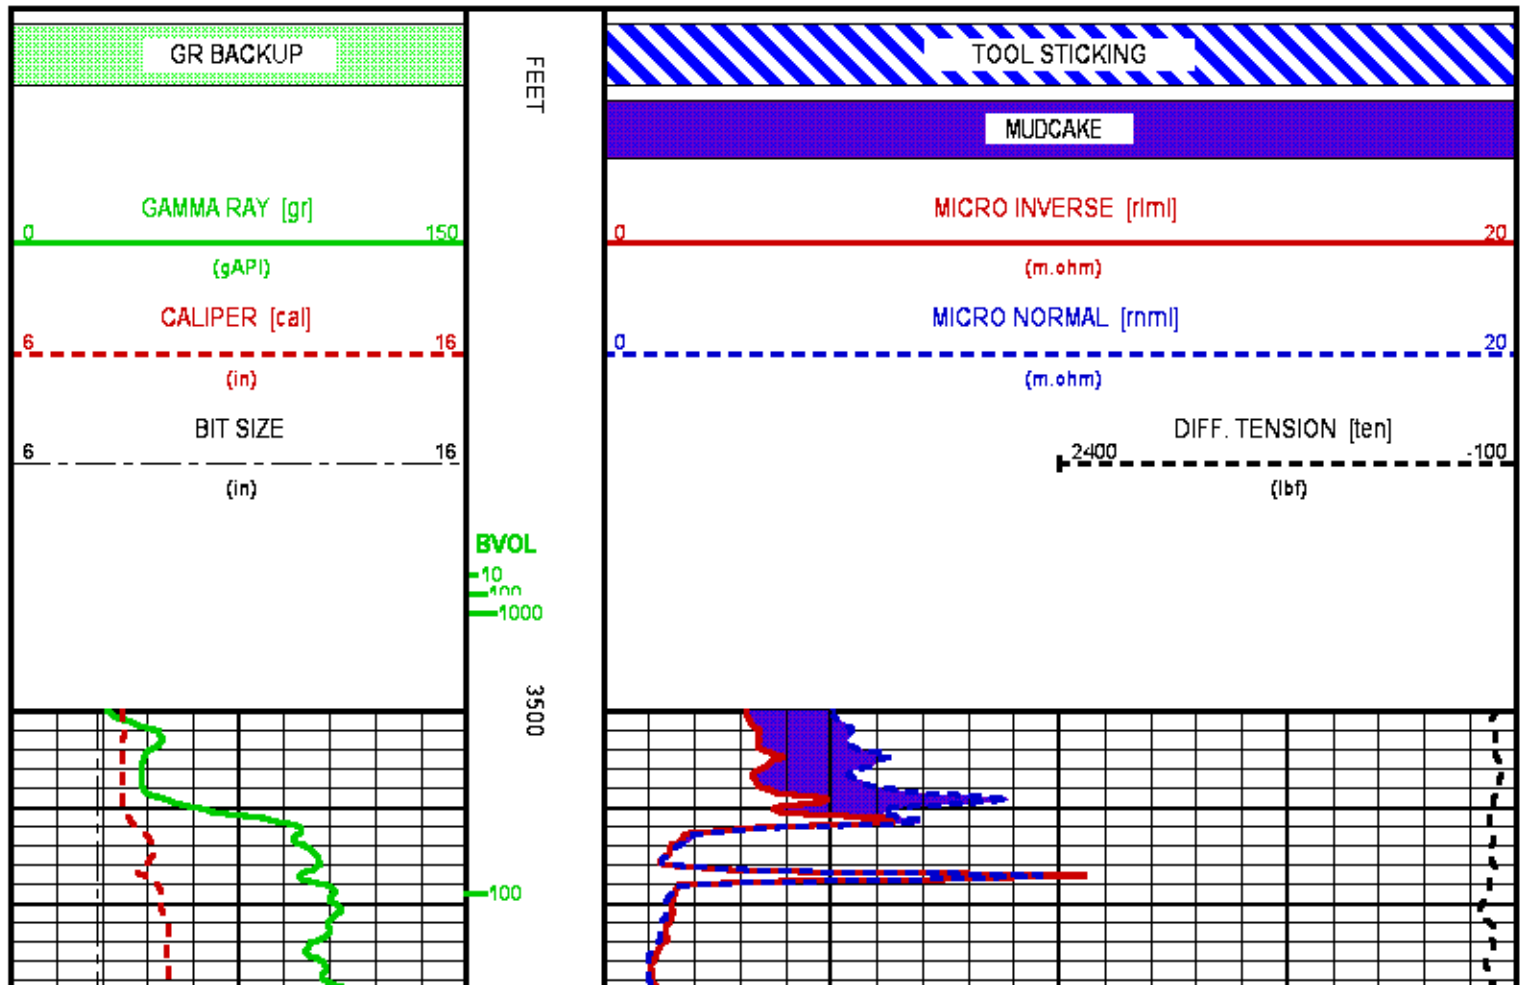 GR BACKUP
GAMMA RAY [gr]
0 150
(gAPI)
CALIPER [cal]
6 16
(in)
BIT SIZE
6 16
(in)
FEET
BVOL
10
100
1000
3500
100
TOOL STICKING
MUDCAKE
MICRO INVERSE [rlml]
0 20
(m.ohm)
MICRO NORMAL [rnml]
0 20
(m.ohm)
DIFF. TENSION [ten]
2400 -100
(lbf)